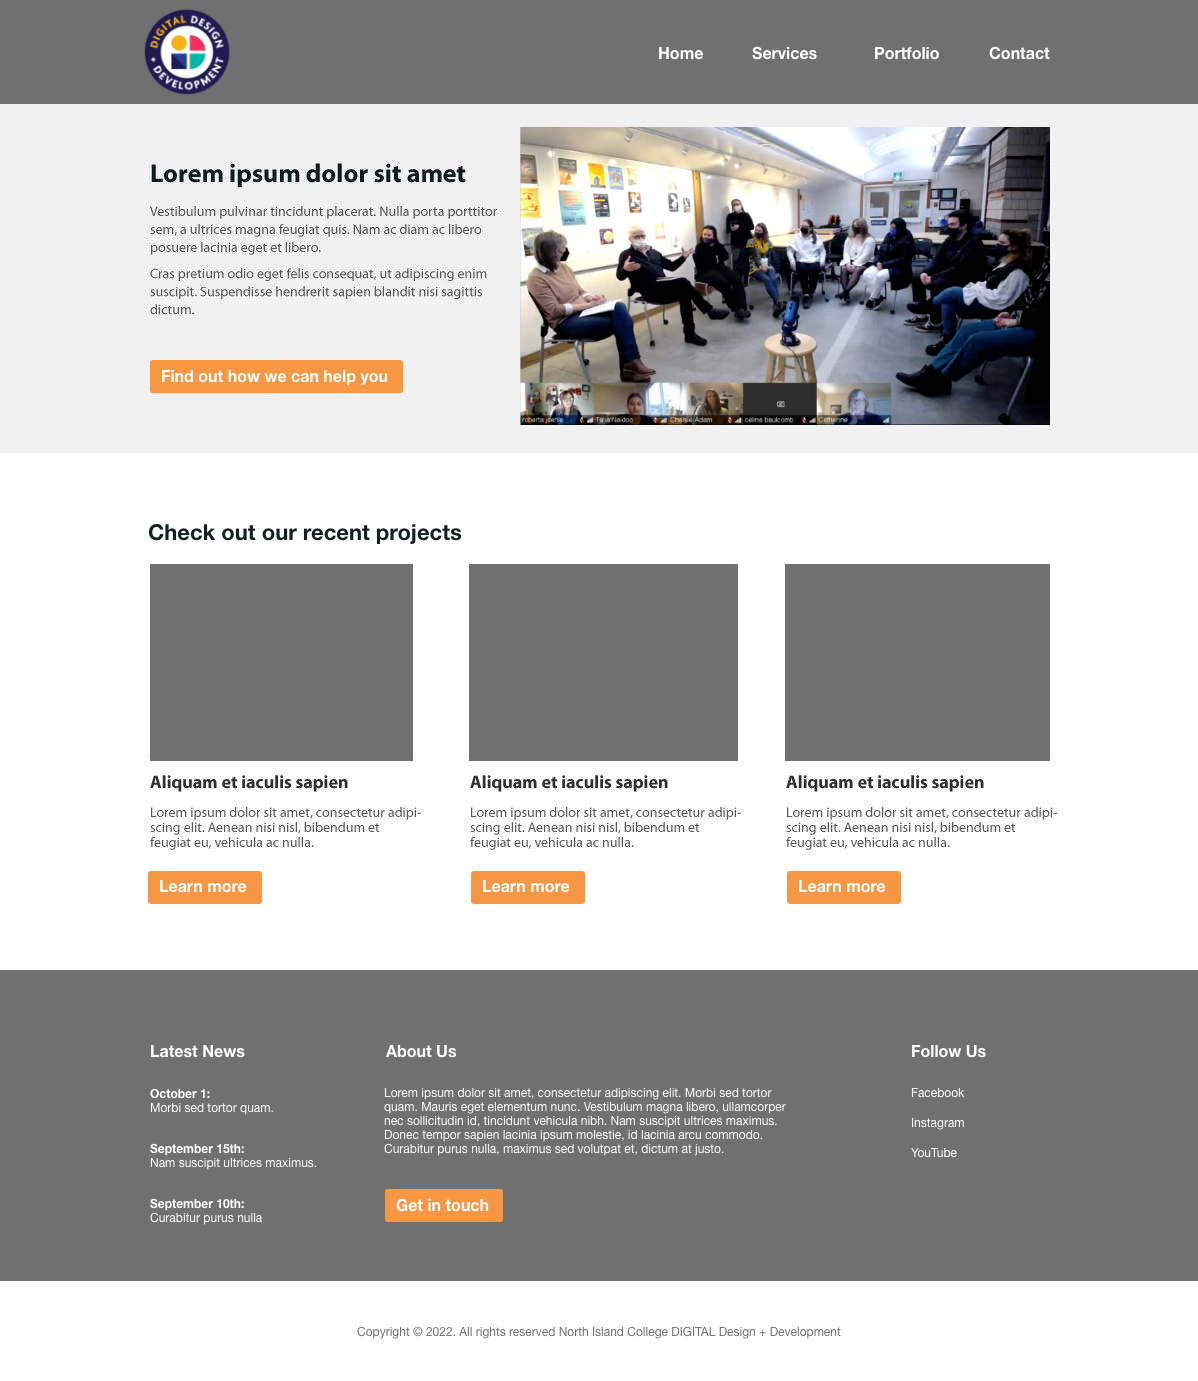 DIGITAL DESIGN
+ DEVELOPMENT
Home Services Portfolio Contact
Lorem ipsum dolor sit amet
Vestibulum pulvinar tincidunt placerat. Nulla porta porttitor
sem, a ultrices magna feugiat quis. Nam ac diam ac libero
posuere lacinia eget et libero.
Cras pretium odio eget felis consequat, ut adipiscing enim
suscipit. Suspendisse hendrerit sapien blandit nisi sagittis
dictum.
Find out how we can help you
Talia Naidoo Chelsie Adam celina baulcomb Catherine
Check out our recent projects
Aliquam et iaculis sapien
Lorem ipsum dolor sit amet, consectetur adipi-
scing elit. Aenean nisi nisl, bibendum et
feugiat eu, vehicula ac nulla.
Learn more
Aliquam et iaculis sapien
Lorem ipsum dolor sit amet, consectetur adipi-
scing elit. Aenean nisi nisl, bibendum et
feugiat eu, vehicula ac nulla.
Learn more
Aliquam et iaculis sapien
Lorem ipsum dolor sit amet, consectetur adipi-
scing elit. Aenean nisi nisl, bibendum et
feugiat eu, vehicula ac nulla.
Learn more
Latest News
October 1:
Morbi sed tortor quam.
September 15th:
Nam suscipit ultrices maximus.
September 10th:
Curabitur purus nulla
About Us
Lorem ipsum dolor sit amet, consectetur adipiscing elit. Morbi sed tortor
quam. Mauris eget elementum nunc. Vestibulum magna libero, ullamcorper
nec sollicitudin id, tincidunt vehicula nibh. Nam suscipit ultrices maximus.
Donec tempor sapien lacinia ipsum molestie, id lacinia arcu commodo.
Curabitur purus nulla, maximus sed volutpat et, dictum at justo.
Get in touch
Follow Us
Facebook
Instagram
YouTube
Copyright © 2022. All rights reserved North Island College DIGITAL Design + Development